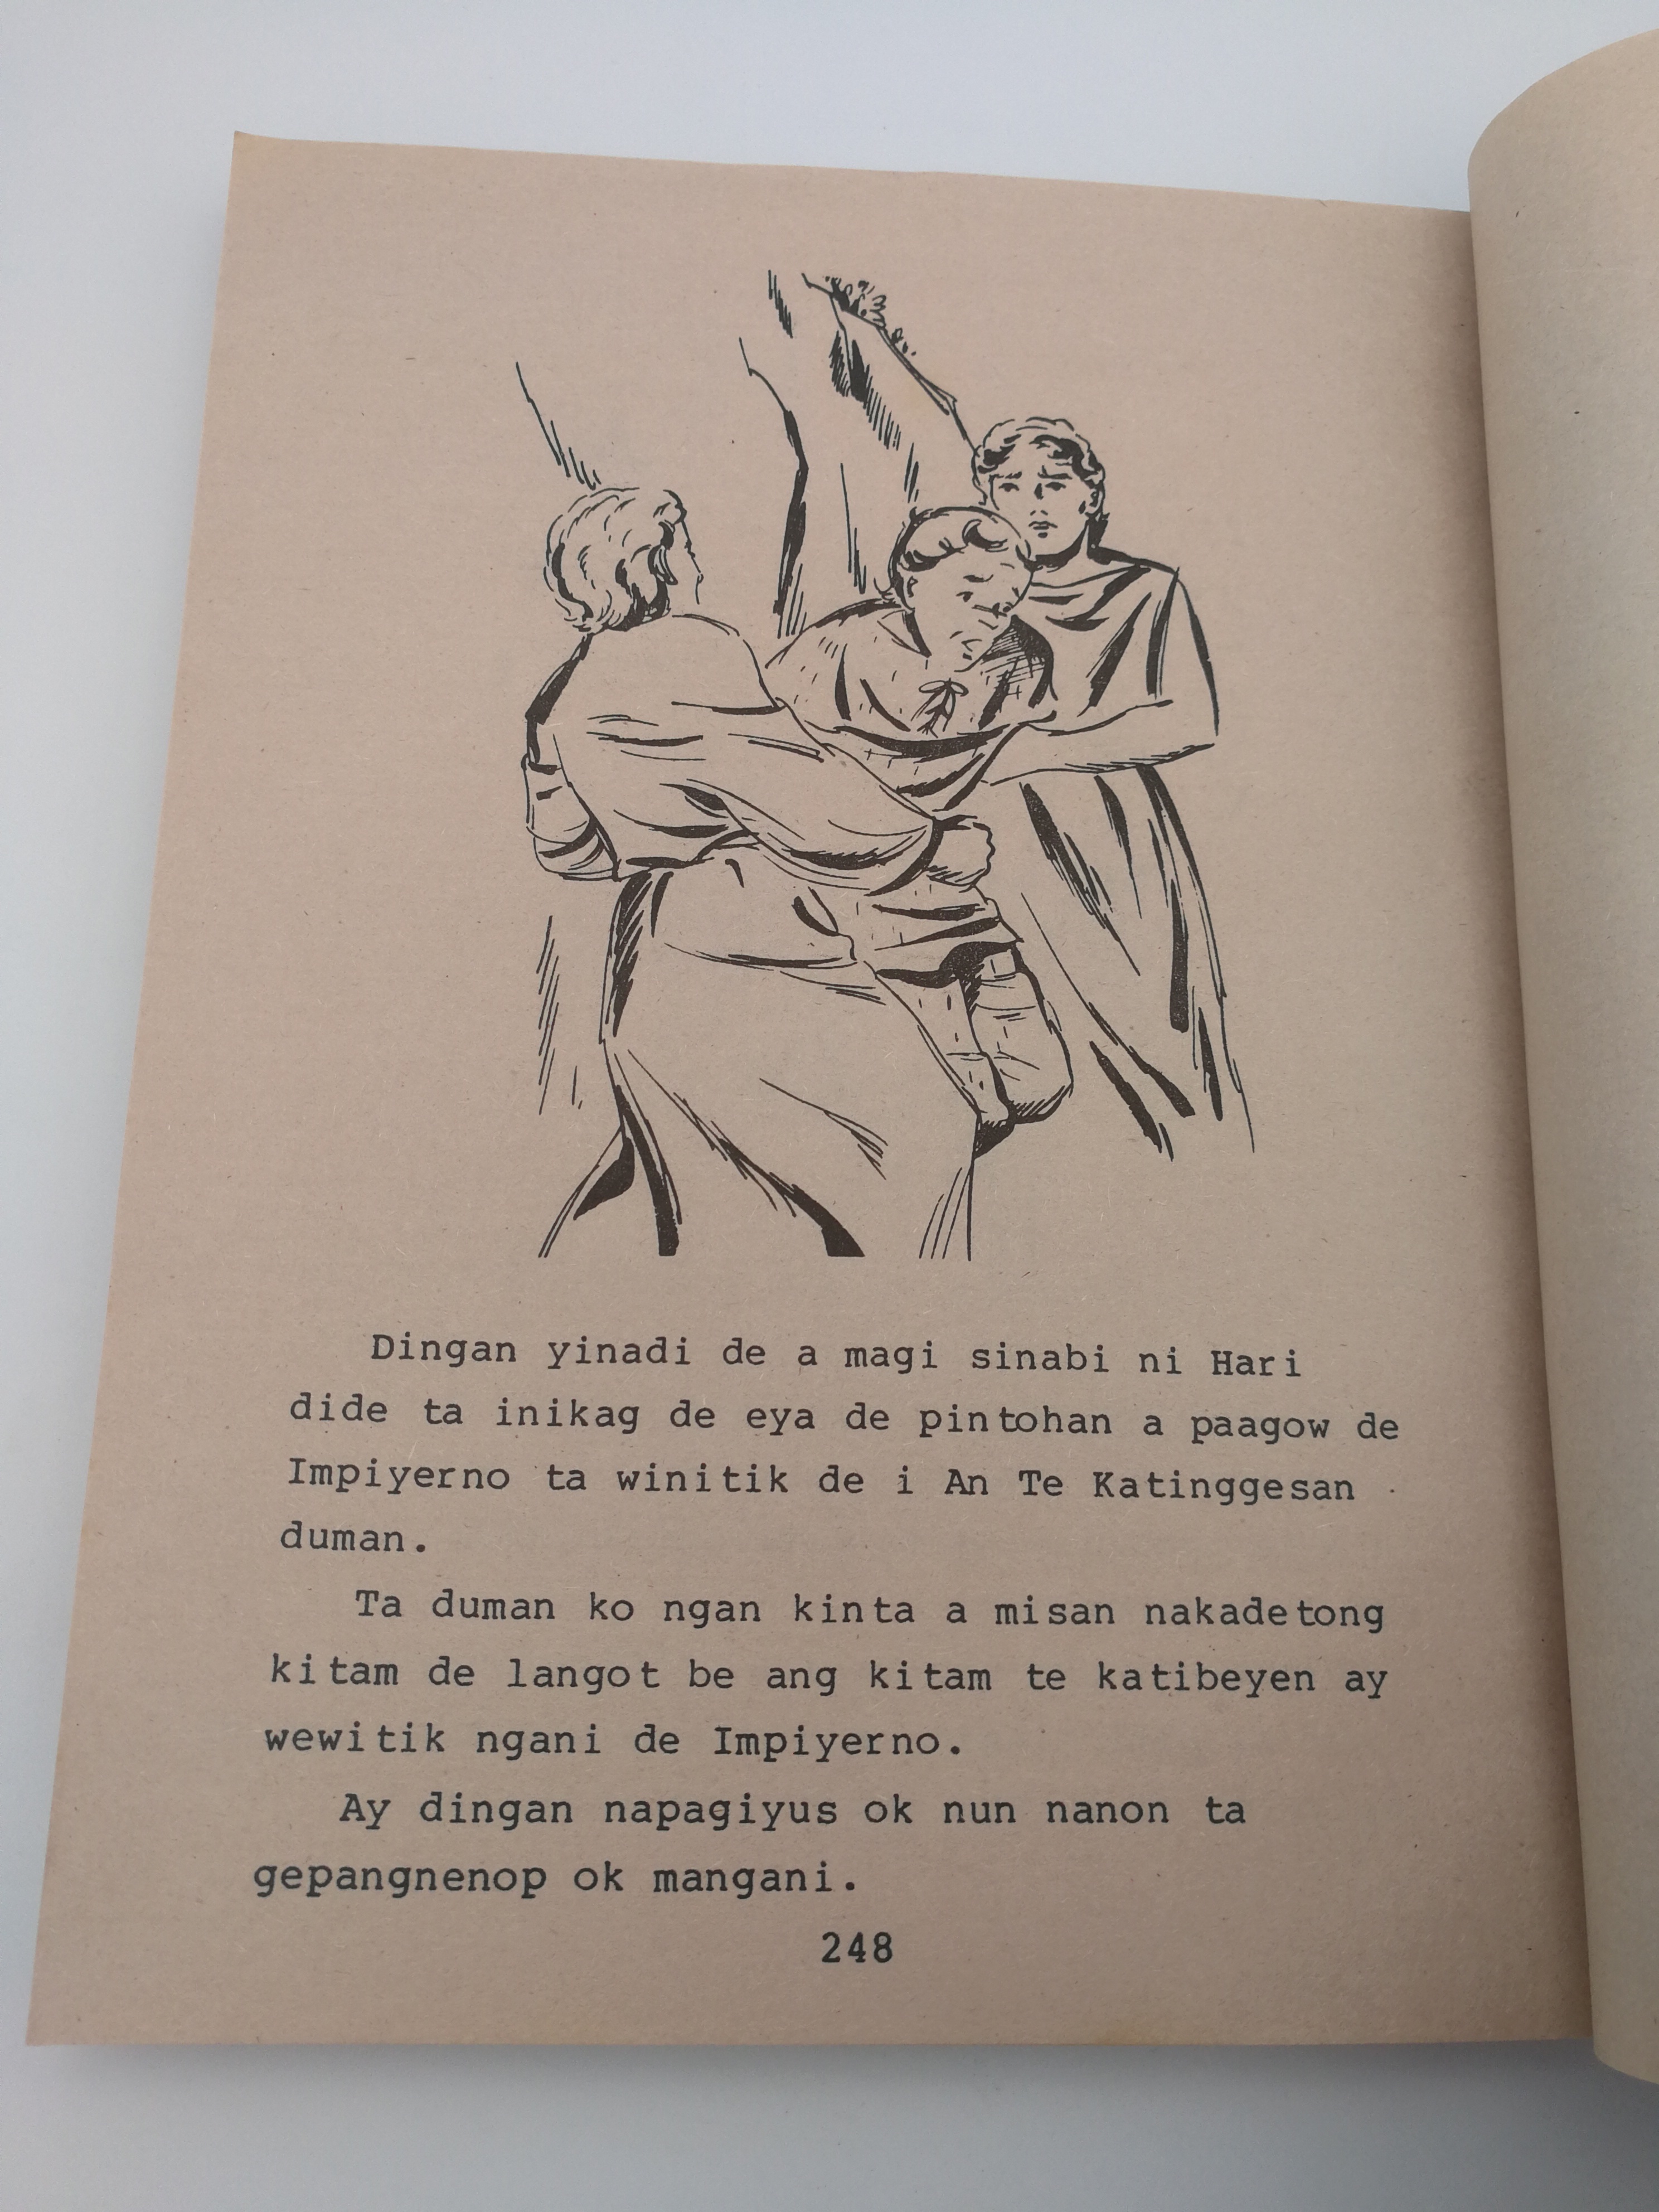 Dingan yinadi de a magi sinabi ni Hari
dide ta inikag de eya de pintohan a paagow de
Impiyerno ta winitik de i An Te Katinggesan
duman.
Ta duman ko ngan kinta a misan nakadetong
kitam de langot be ang kitam te katibeyen ay
wewitik ngani de Impiyerno.
Ay dingan napagiyus ok nun nanon ta
gepangnenop ok mangani.
248